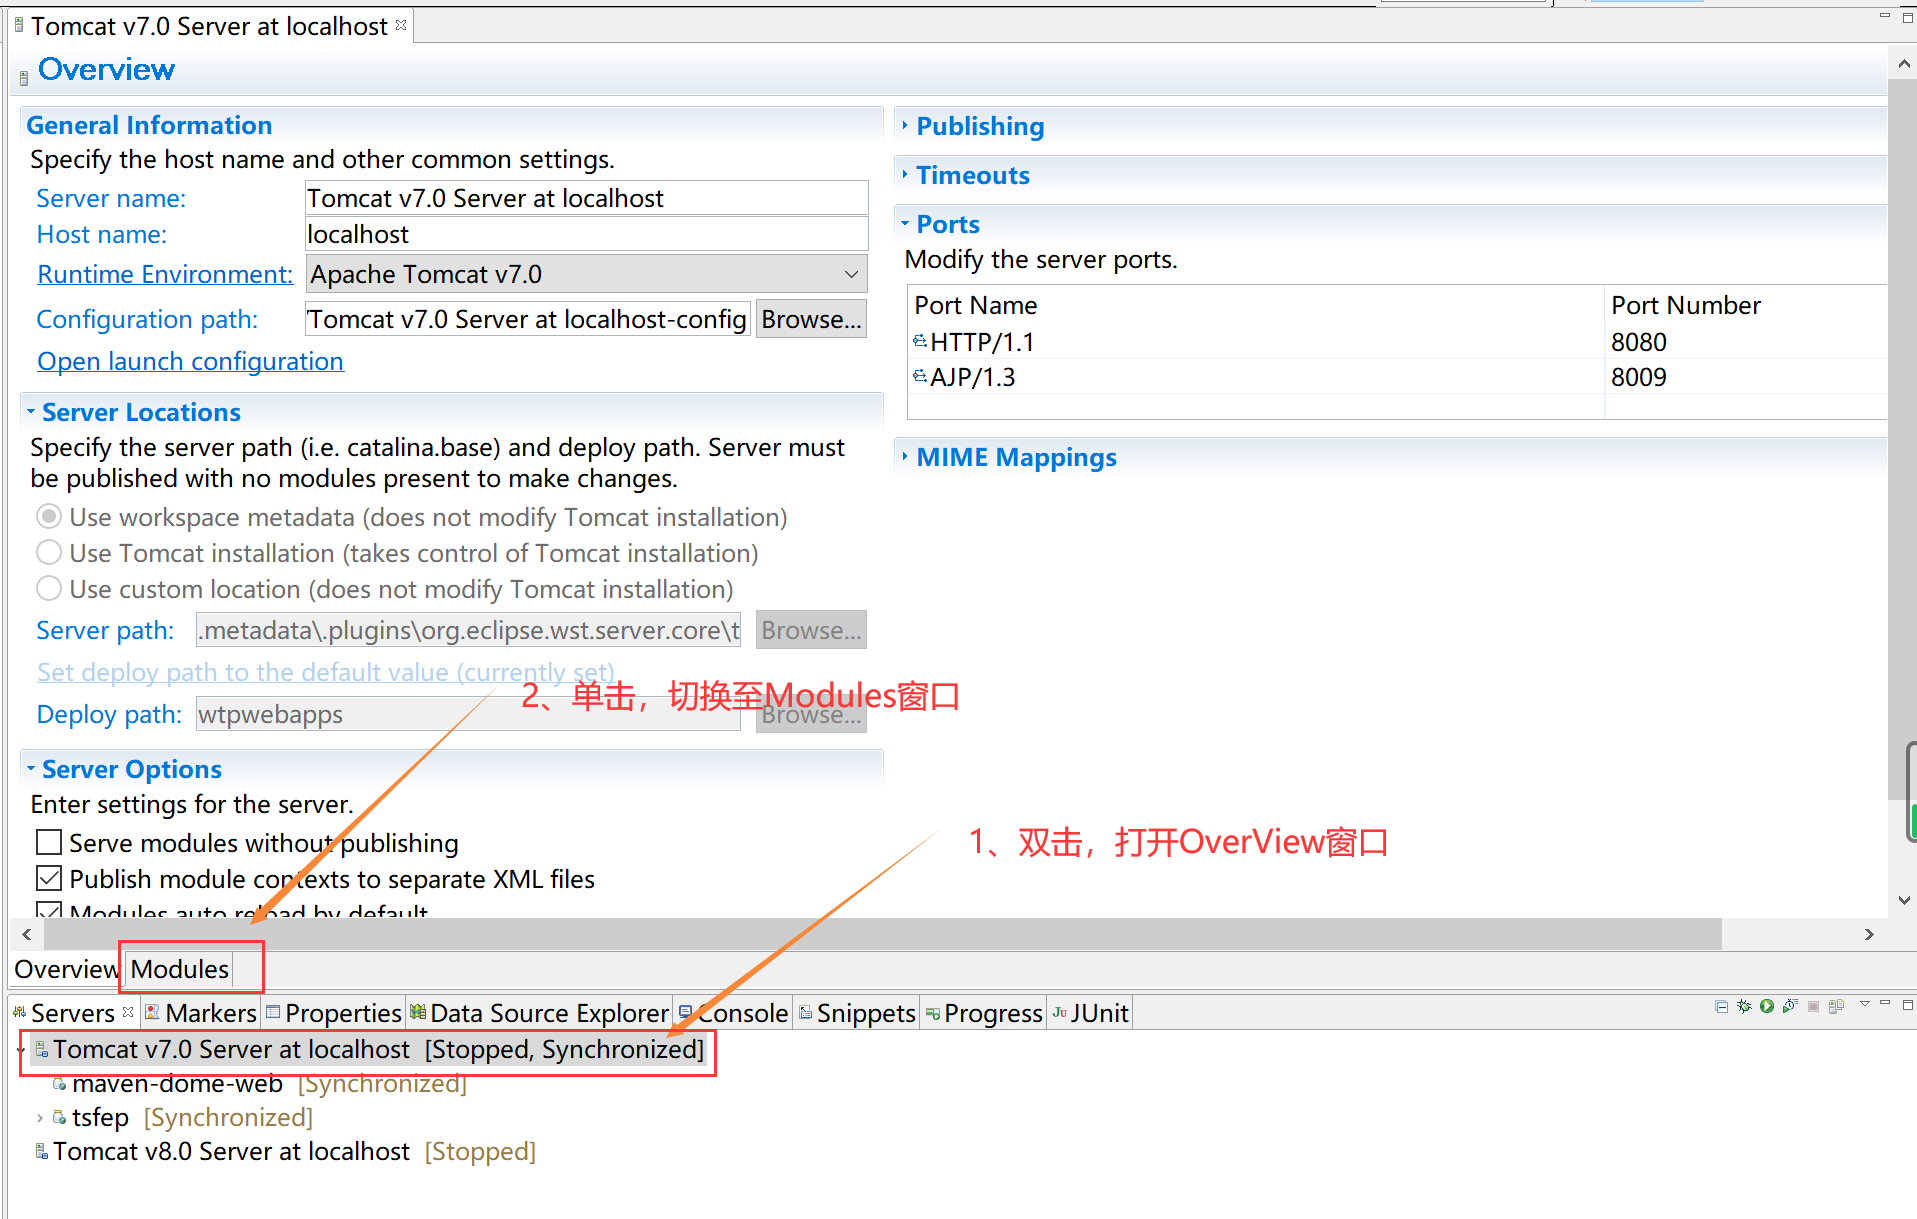 Tomcat v7.0 Server at localhost
Overview
General Information
Specify the host name and other common settings.
Server name:
Tomcat v7.0 Server at localhost
Host name:
localhost
Runtime Environment:
Apache Tomcat v7.0
Configuration path:
Tomcat v7.0 Server at localhost-config
Browse...
Open launch configuration
Server Locations
Specify the server path (i.e. catalina.base) and deploy path. Server must
be published with no modules present to make changes.
Use workspace metadata (does not modify Tomcat installation)
Use Tomcat installation (takes control of Tomcat installation)
Use custom location (does not modify Tomcat installation)
Server path:
.metadata\.plugins\org.eclipse.wst.server.core\t
Browse...
Set deploy path to the default value (currently set)
Deploy path:
wtpwebapps
Browse...
Server Options
Enter settings for the server.
Serve modules without publishing
Publish module contexts to separate XML files
Modules auto reload by default
Publishing
Timeouts
Ports
Modify the server ports.
Port Name Port Number
HTTP/1.1 8080
AJP/1.3 8009
MIME Mappings
2、单击，切换至Modules窗口
1、双击，打开OverView窗口
Overview Modules
Servers Markers Properties Data Source Explorer Console Snippets Progress JUnit
Tomcat v7.0 Server at localhost [Stopped, Synchronized]
maven-dome-web [Synchronized]
tsfep [Synchronized]
Tomcat v8.0 Server at localhost [Stopped]